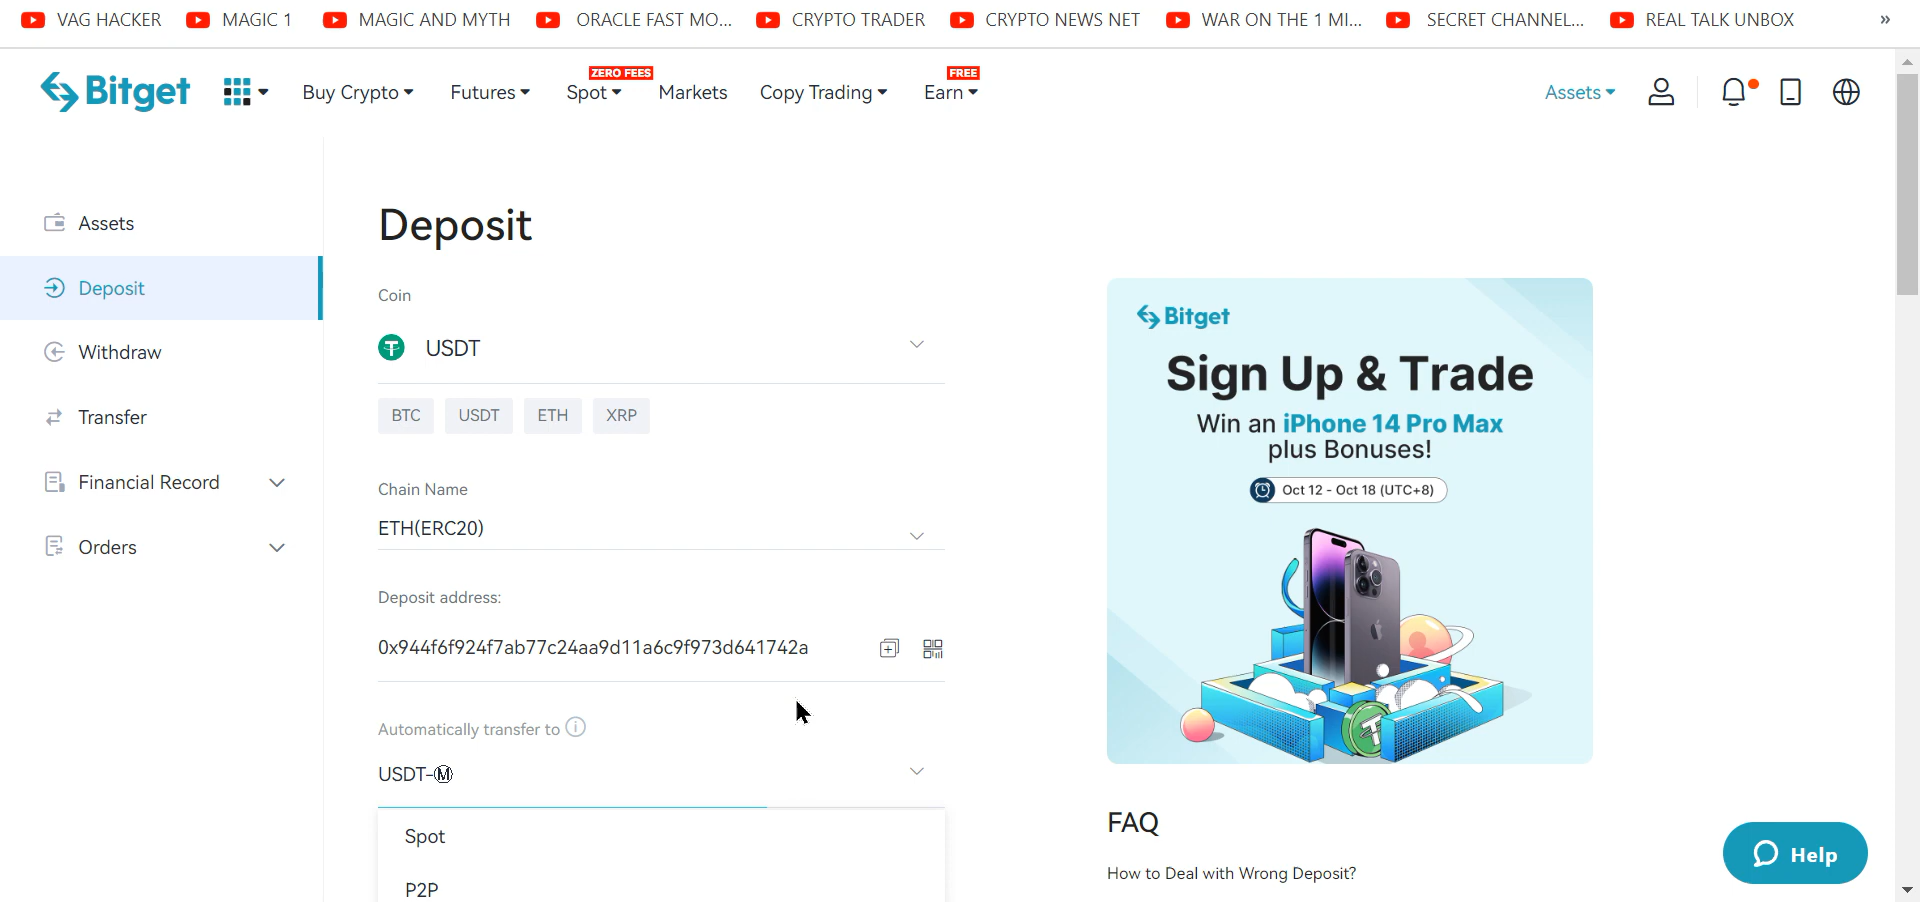 VAG HACKER MAGIC 1 MAGIC AND MYTH ORACLE FAST MO... CRYPTO TRADER CRYPTO NEWS NET WAR ON THE 1 MI... SECRET CHANNEL... REAL TALK UNBOX »
ZERO FEES FREE
Bitget Buy Crypto Futures Spot Markets Copy Trading Earn Assets
Assets
Deposit
Withdraw
Transfer
Financial Record
Orders
Deposit
Coin
USDT
BTC USDT ETH XRP
Chain Name
ETH(ERC20)
Deposit address:
0x944f6f924f7ab77c24aa9d11a6c9f973d641742a
Automatically transfer to
USDT-Ⓜ
Spot
P2P
Bitget
Sign Up & Trade
Win an iPhone 14 Pro Max
plus Bonuses!
Oct 12 - Oct 18 (UTC+8)
FAQ
How to Deal with Wrong Deposit?
Help